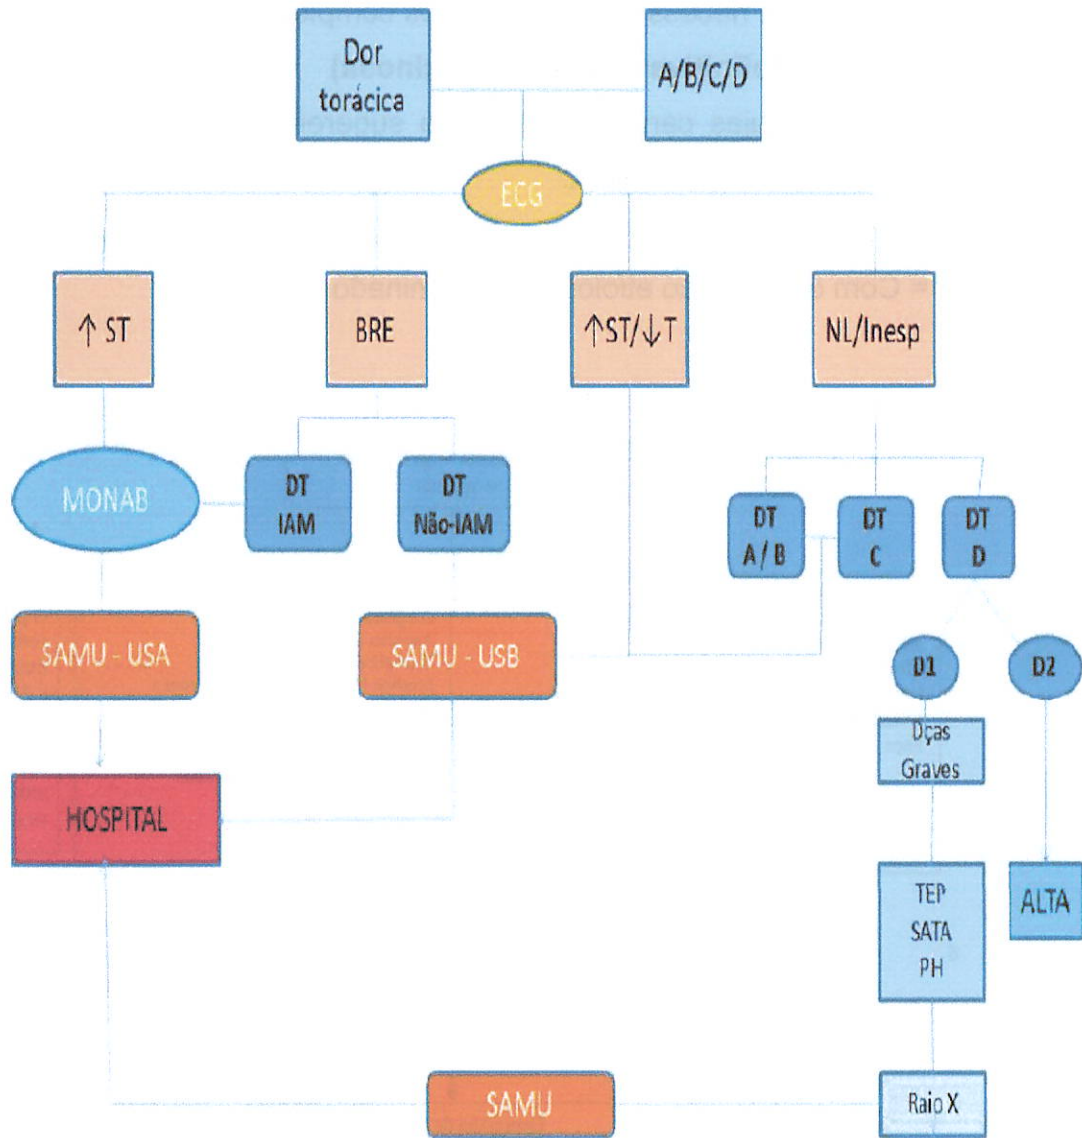 Dor
torácica
A/B/C/D
ECG
↑ ST
BRE
↑ST/↓T
NL/Inesp
MONAB
DT
IAM
DT
Não-IAM
DT
A / B
DT
C
DT
D
SAMU - USA
SAMU - USB
D1
D2
Dças
Graves
HOSPITAL
TEP
SATA
PH
ALTA
SAMU
Raio X